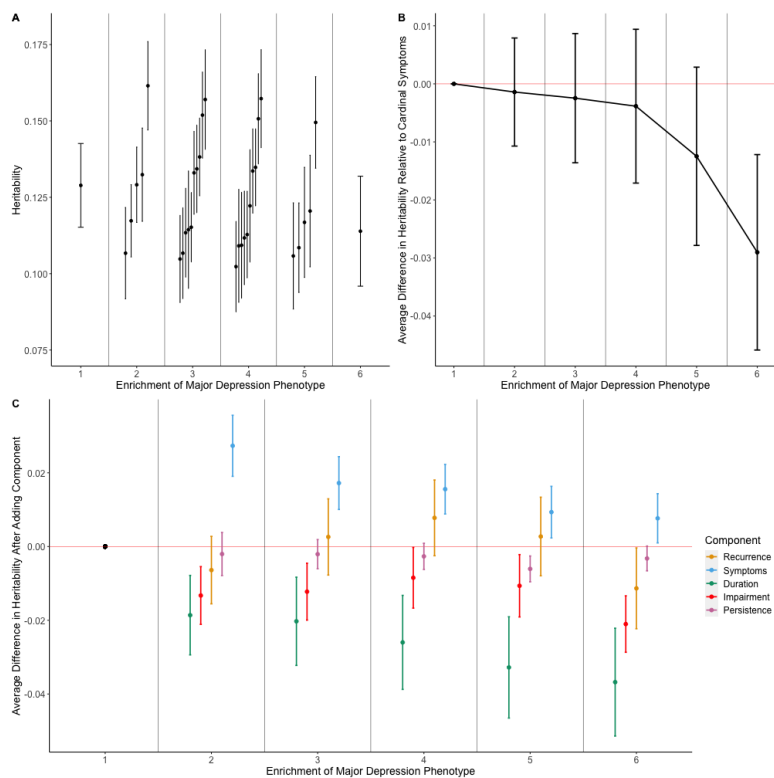 A
Heritability
0.175
0.150
0.125
0.100
0.075
1 2 3 4 5 6
Enrichment of Major Depression Phenotype
B
Average Difference in Heritability Relative to Cardinal Symptoms
0.00
-0.01
-0.02
-0.03
-0.04
1 2 3 4 5 6
Enrichment of Major Depression Phenotype
C
Average Difference in Heritability After Adding Component
0.02
0.00
-0.02
-0.04
1 2 3 4 5 6
Enrichment of Major Depression Phenotype
Component
Recurrence
Symptoms
Duration
Impairment
Persistence